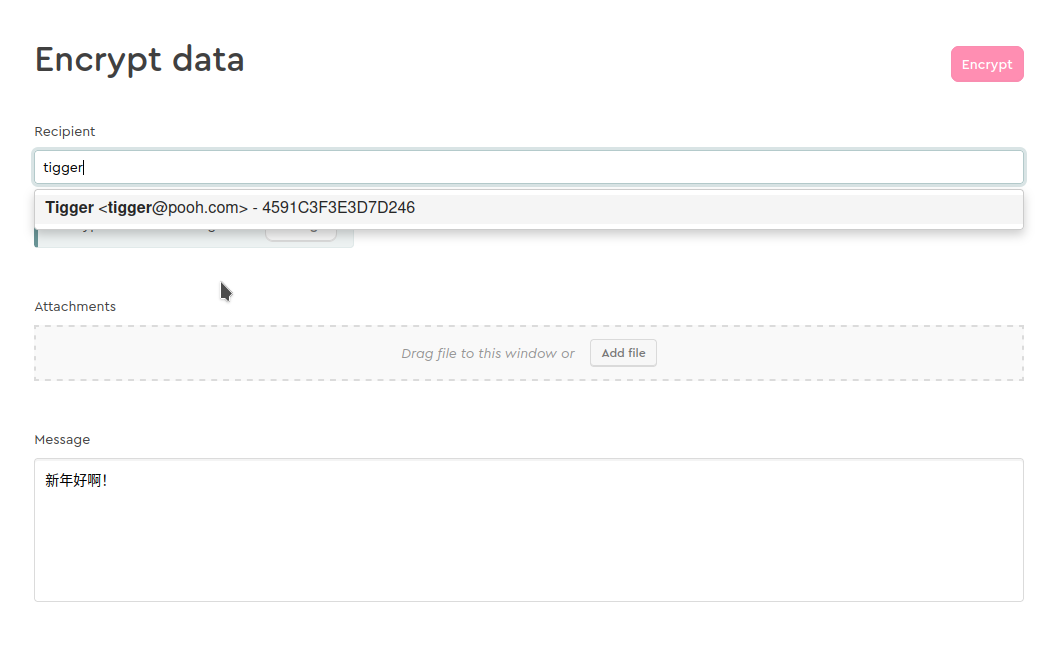 Encrypt data
Encrypt
Recipient
tigger
Tigger <tigger@pooh.com> - 4591C3F3E3D7D246
Attachments
Drag file to this window or
Add file
Message
新年好啊！